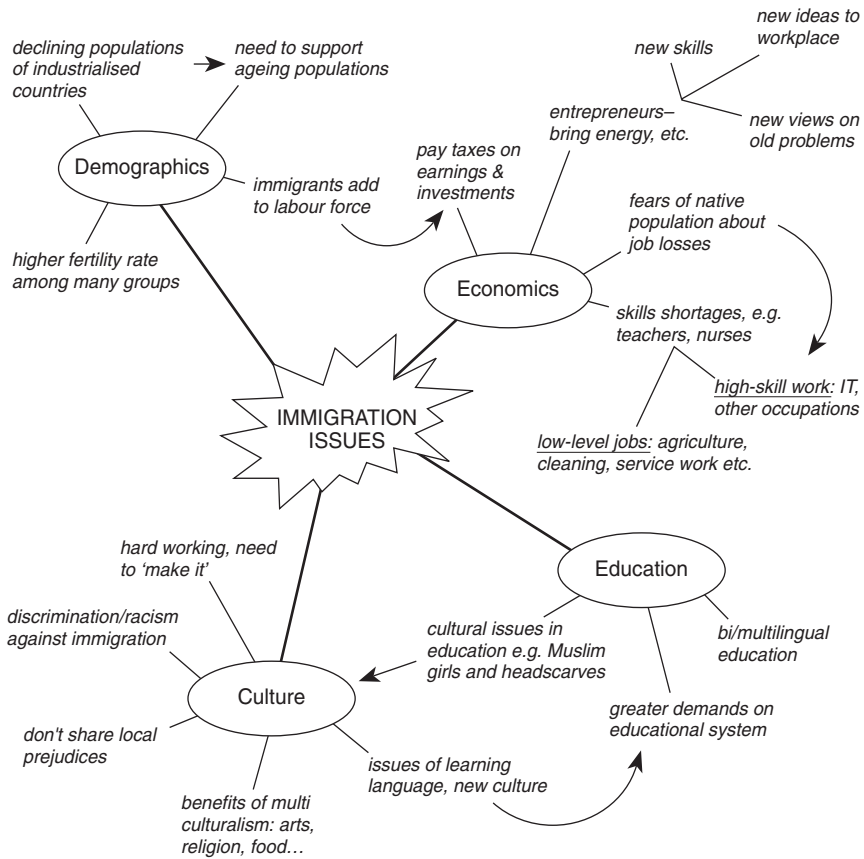 declining populations
of industrialised
countries
need to support
ageing populations
Demographics
immigrants add
to labour force
higher fertility rate
among many groups
new skills
new ideas to
workplace
new views on
old problems
entrepreneurs–
bring energy, etc.
pay taxes on
earnings &
investments
fears of native
population about
job losses
Economics
skills shortages, e.g.
teachers, nurses
high-skill work: IT,
other occupations
low-level jobs: agriculture,
cleaning, service work etc.
IMMIGRATION
ISSUES
Education
bi/multilingual
education
greater demands on
educational system
cultural issues in
education e.g. Muslim
girls and headscarves
hard working, need
to ‘make it’
discrimination/racism
against immigration
Culture
don't share local
prejudices
benefits of multi
culturalism: arts,
religion, food…
issues of learning
language, new culture